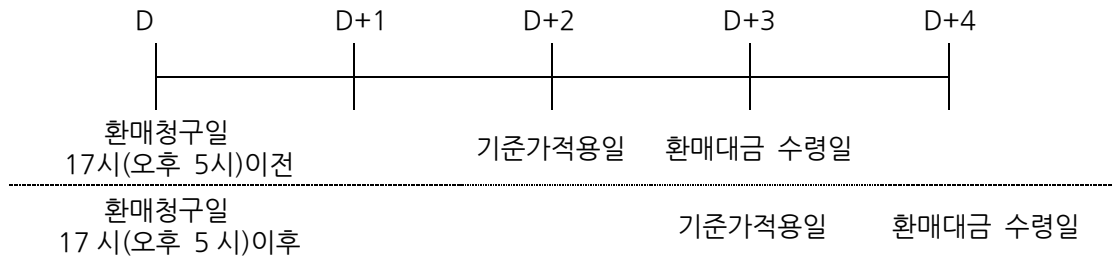 D D+1 D+2 D+3 D+4
환매청구일
17시(오후 5시)이전
기준가적용일 환매대금 수령일
환매청구일
17 시(오후 5 시)이후
기준가적용일 환매대금 수령일